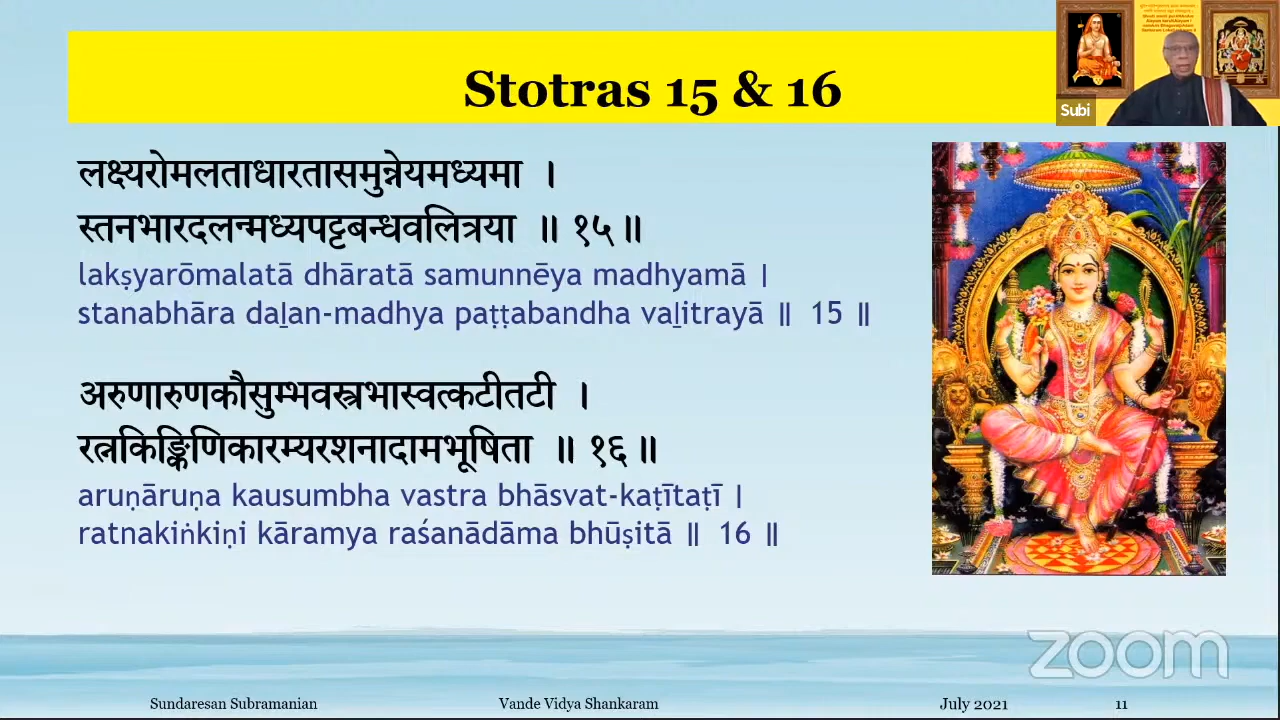 Stotras 15 & 16
Subi
लक्ष्यरोमलताधारतासमुन्नेयमध्यमा ।
स्तनभारदलन्मध्यपट्टबन्धवलित्रया ॥ १५॥
lakṣyarōmalatā dhāratā samunnēya madhyamā |
stanabhāra daḻan-madhya paṭṭabandha vaḻitrayā ॥ 15 ॥
अरुणारुणकौसुम्भवस्त्रभास्वत्कटीतटी ।
रत्नकिङ्किणिकारम्यरशनादामभूषिता ॥ १६॥
aruṇāruṇa kausumbha vastra bhāsvat-kaṭītaṭī |
ratnakiṅkiṇi kāramya raśanādāma bhūṣitā ॥ 16 ॥
zoom
Sundaresan Subramanian Vande Vidya Shankaram July 2021 11